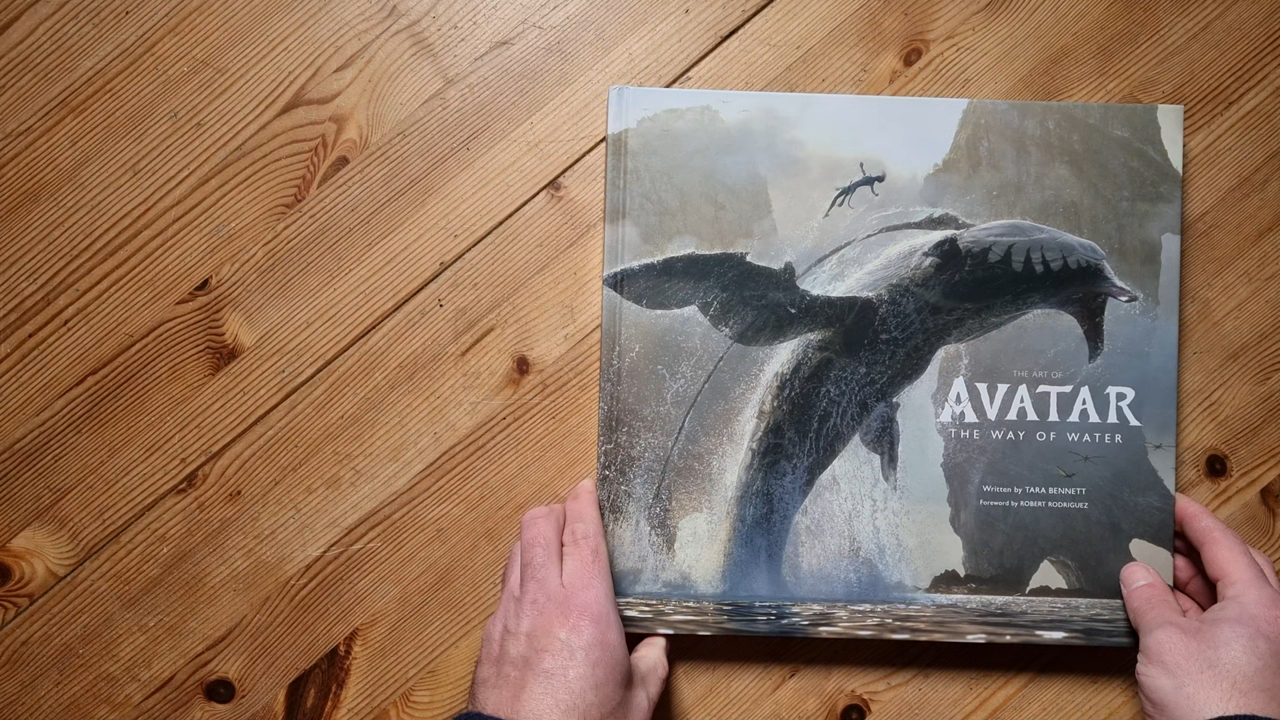 THE ART OF
AVATAR
THE WAY OF WATER
Written by TARA BENNETT
Foreword by ROBERT RODRIGUEZ